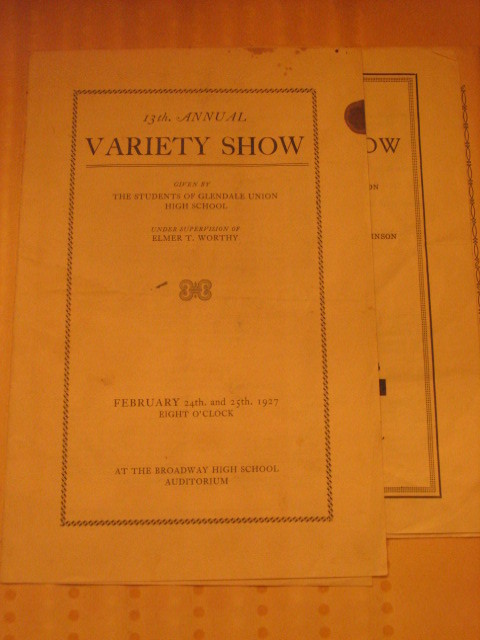 13th. ANNUAL
VARIETY SHOW
GIVEN BY
THE STUDENTS OF GLENDALE UNION
HIGH SCHOOL
UNDER SUPERVISION OF
ELMER T. WORTHY
FEBRUARY 24th. and 25th. 1927
EIGHT O'CLOCK
AT THE BROADWAY HIGH SCHOOL
AUDITORIUM
OW
ON
INSON